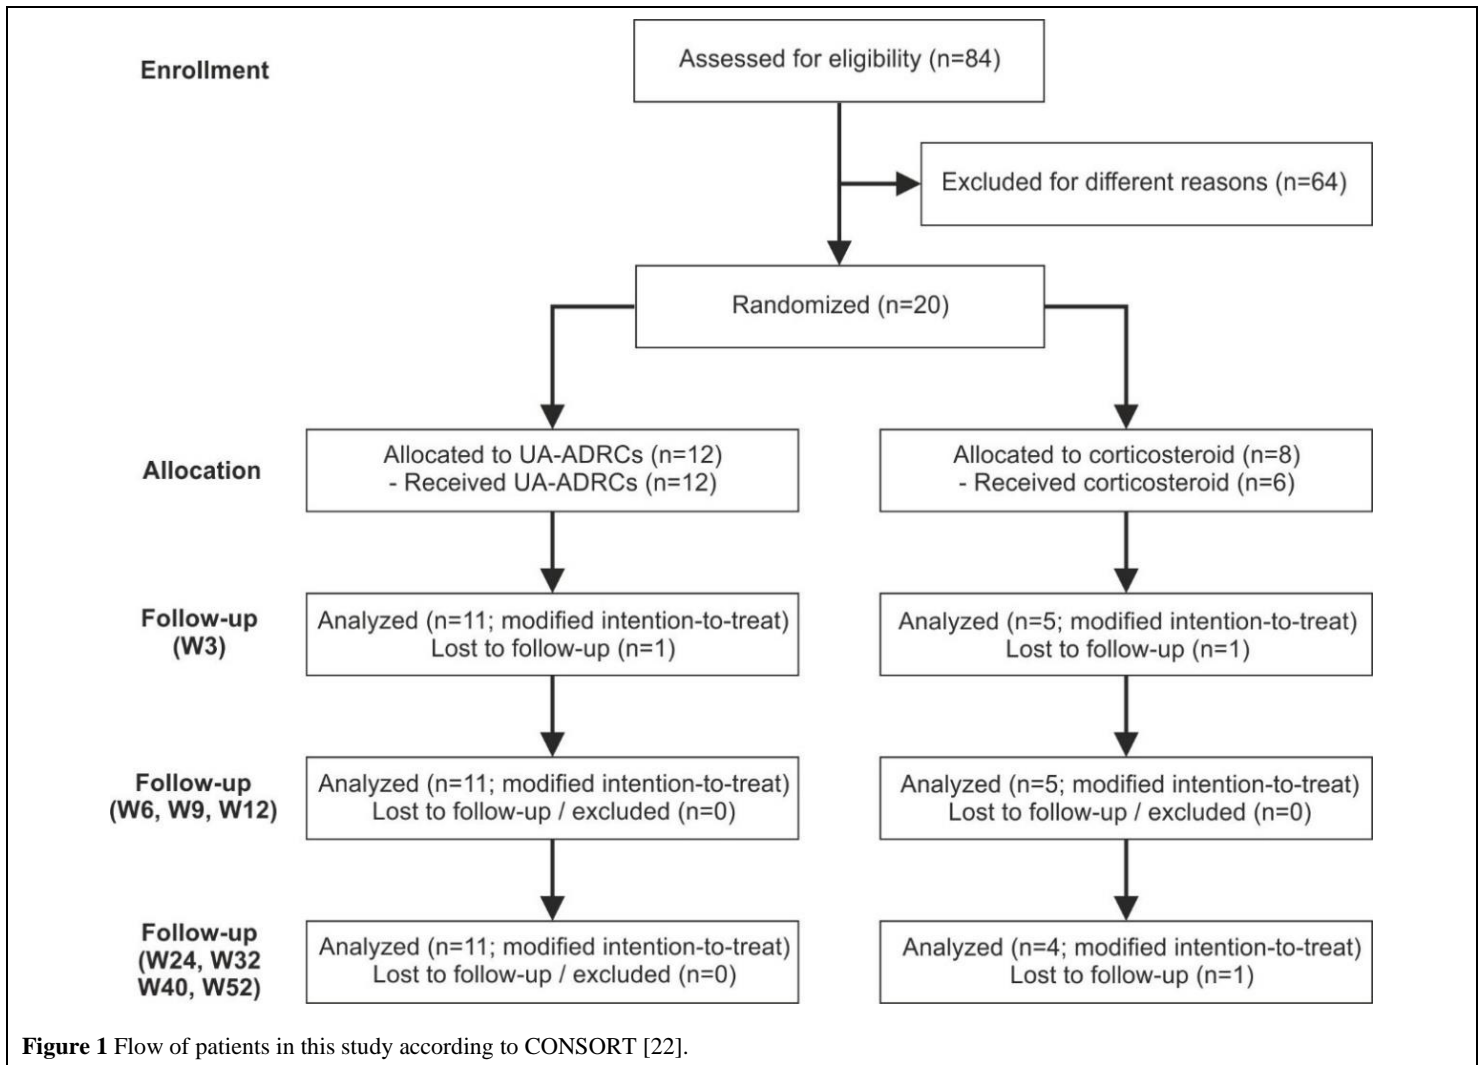 Enrollment
Assessed for eligibility (n=84)
Excluded for different reasons (n=64)
Randomized (n=20)
Allocation
Allocated to UA-ADRCs (n=12)
- Received UA-ADRCs (n=12)
Allocated to corticosteroid (n=8)
- Received corticosteroid (n=6)
Follow-up
(W3)
Analyzed (n=11; modified intention-to-treat)
Lost to follow-up (n=1)
Analyzed (n=5; modified intention-to-treat)
Lost to follow-up (n=1)
Follow-up
(W6, W9, W12)
Analyzed (n=11; modified intention-to-treat)
Lost to follow-up / excluded (n=0)
Analyzed (n=5; modified intention-to-treat)
Lost to follow-up / excluded (n=0)
Follow-up
(W24, W32
W40, W52)
Analyzed (n=11; modified intention-to-treat)
Lost to follow-up / excluded (n=0)
Analyzed (n=4; modified intention-to-treat)
Lost to follow-up (n=1)
Figure 1 Flow of patients in this study according to CONSORT [22].